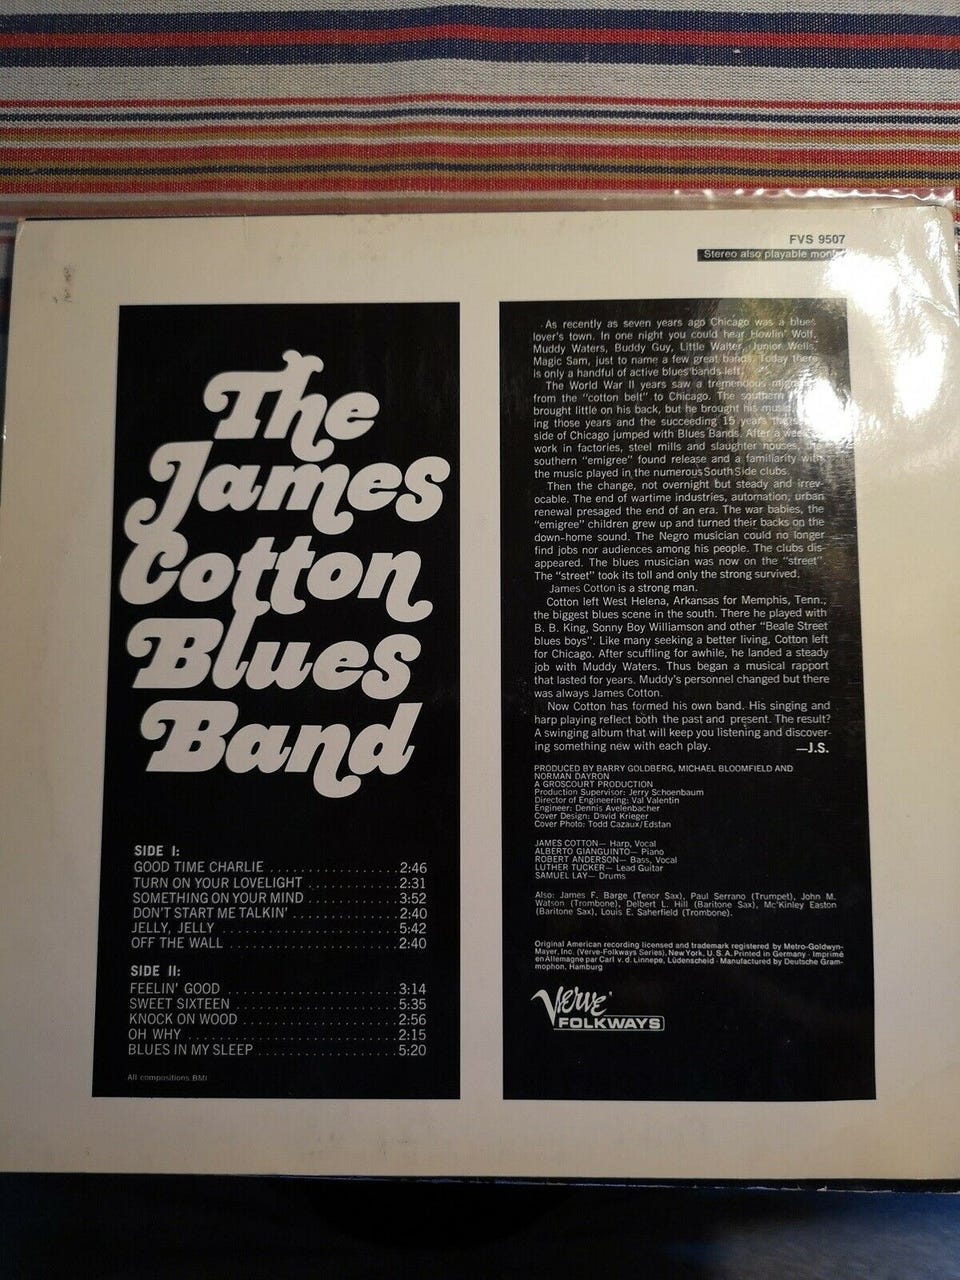 FVS 9507
Stereo also playable mono
The
James
Cotton
Blues
Band
SIDE I:
GOOD TIME CHARLIE . . . . . . . . . . . . . . . . 2:46
TURN ON YOUR LOVELIGHT . . . . . . . . . . . 2:31
SOMETHING ON YOUR MIND . . . . . . . . . . . 3:52
DON'T START ME TALKIN' . . . . . . . . . . . . . 2:40
JELLY, JELLY . . . . . . . . . . . . . . . . . . . . . . 5:42
OFF THE WALL . . . . . . . . . . . . . . . . . . . . 2:40
SIDE II:
FEELIN' GOOD . . . . . . . . . . . . . . . . . . . . . 3:14
SWEET SIXTEEN . . . . . . . . . . . . . . . . . . . . 5:35
KNOCK ON WOOD . . . . . . . . . . . . . . . . . . . 2:56
OH WHY . . . . . . . . . . . . . . . . . . . . . . . . . . 2:15
BLUES IN MY SLEEP . . . . . . . . . . . . . . . . . 5:20
All compositions BMI
As recently as seven years ago Chicago was a blues
lover's town. In one night you could hear Howlin' Wolf,
Muddy Waters, Buddy Guy, Little Walter, Junior Wells,
Magic Sam, just to name a few great bands. Today there
is only a handful of active blues bands left.
The World War II years saw a tremendous
from the "cotton belt" to Chicago. The southern
brought little on his back, but he brought his music.
ing those years and the succeeding 15 years
side of Chicago jumped with Blues Bands. After a
work in factories, steel mills and slaughter houses, the
southern "emigree" found release and a familiarity with
the music played in the numerous South Side clubs.
Then the change, not overnight but steady and irrev-
ocable. The end of wartime industries, automation, urban
renewal presaged the end of an era. The war babies, the
"emigree" children grew up and turned their backs on the
down-home sound. The Negro musician could no longer
find jobs nor audiences among his people. The clubs dis-
appeared. The blues musician was now on the "street".
The "street" took its toll and only the strong survived.
James Cotton is a strong man.
Cotton left West Helena, Arkansas for Memphis, Tenn.;
the biggest blues scene in the south. There he played with
B. B. King, Sonny Boy Williamson and other "Beale Street
blues boys". Like many seeking a better living, Cotton left
for Chicago. After scuffling for awhile, he landed a steady
job with Muddy Waters. Thus began a musical rapport
that lasted for years. Muddy's personnel changed but there
was always James Cotton.
Now Cotton has formed his own band. His singing and
harp playing reflect both the past and present. The result?
A swinging album that will keep you listening and discover-
ing something new with each play. —J.S.
PRODUCED BY BARRY GOLDBERG, MICHAEL BLOOMFIELD AND
NORMAN DAYRON
A GROSCOURT PRODUCTION
Production Supervisor: Jerry Schoenbaum
Director of Engineering: Val Valentin
Engineer: Dennis Avelenbacher
Cover Design: David Krieger
Cover Photo: Todd Cazaux/Edstan
JAMES COTTON— Harp, Vocal
ALBERTO GIANGUINTO— Piano
ROBERT ANDERSON— Bass, Vocal
LUTHER TUCKER— Lead Guitar
SAMUEL LAY— Drums
Also: James F. Barge (Tenor Sax), Paul Serrano (Trumpet), John M.
Watson (Trombone), Delbert L. Hill (Baritone Sax), Mc'Kinley Easton
(Baritone Sax), Louis E. Saherfield (Trombone).
Original American recording licensed and trademark registered by Metro-Goldwyn-
Mayer, Inc. (Verve-Folkways Series), New York, U. S. A. Printed in Germany · Imprimé
en Allemagne par Carl v. d. Linnepe, Lüdenscheid · Manufactured by Deutsche Gram-
mophon, Hamburg
Verve
FOLKWAYS